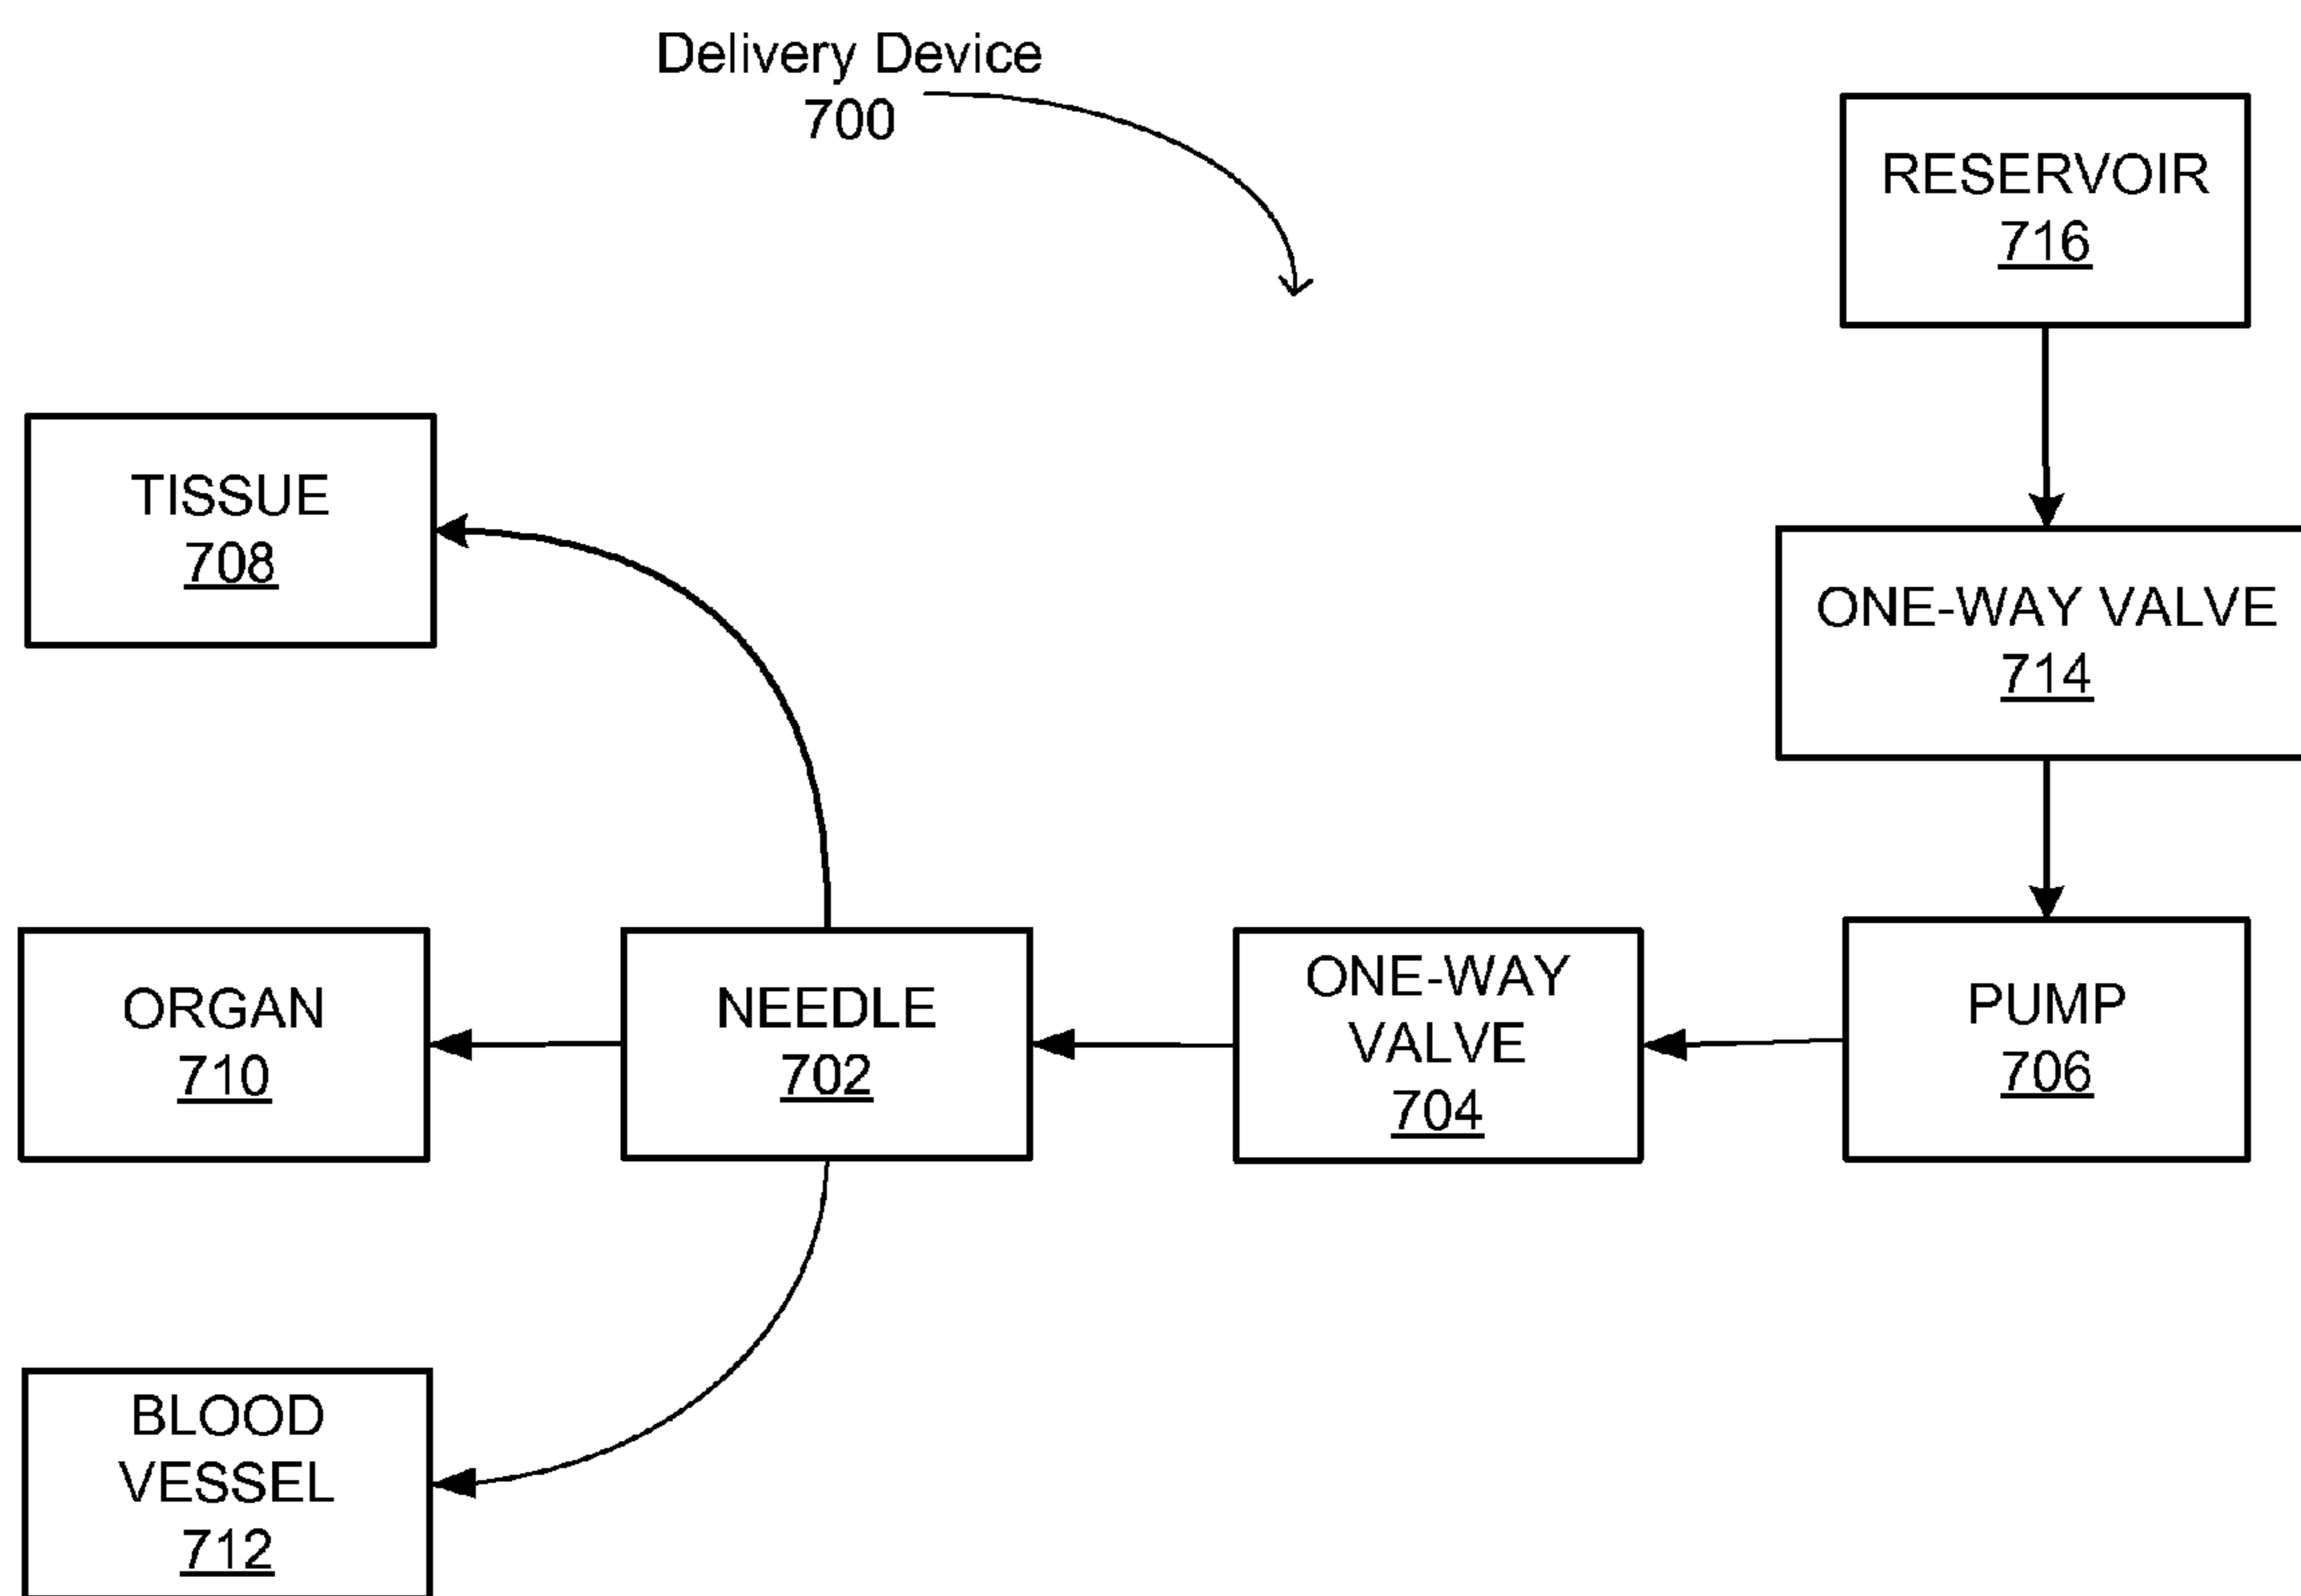 Delivery Device
700
RESERVOIR
716
TISSUE
708
ONE-WAY VALVE
714
ORGAN
710
NEEDLE
702
ONE-WAY
VALVE
704
PUMP
706
BLOOD
VESSEL
712